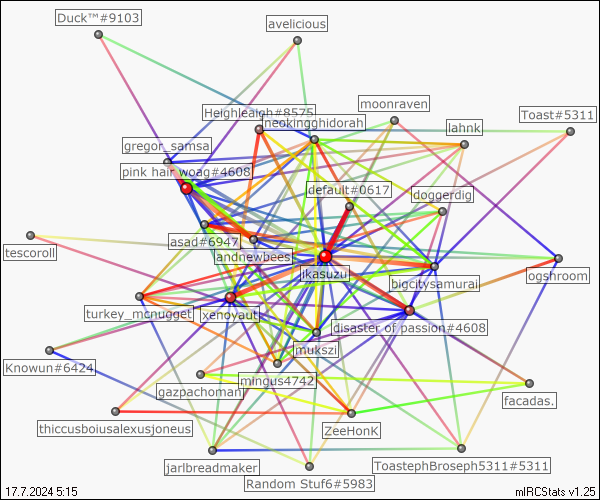 Duck™#9103
avelicious
moonraven
Heighleaigh#8575
Toast#5311
neokingghidorah
lahnk
gregor_samsa
pink hair woag#4608
default#0617
doggerdig
asad#6947
tescoroll
landnewbees
jkasuzu
bigcitysamurai
ogshroom
turkey_mcnugget
xenoyaut
disaster of passion#4608
mukszi
Knowun#6424
mingus4742
gazpachoman
facadas.
thiccusboiusalexusjoneus
ZeeHonK
jarlbreadmaker
ToastephBroseph5311#5311
Random Stuf6#5983
17.7.2024 5:15
mIRCStats v1.25